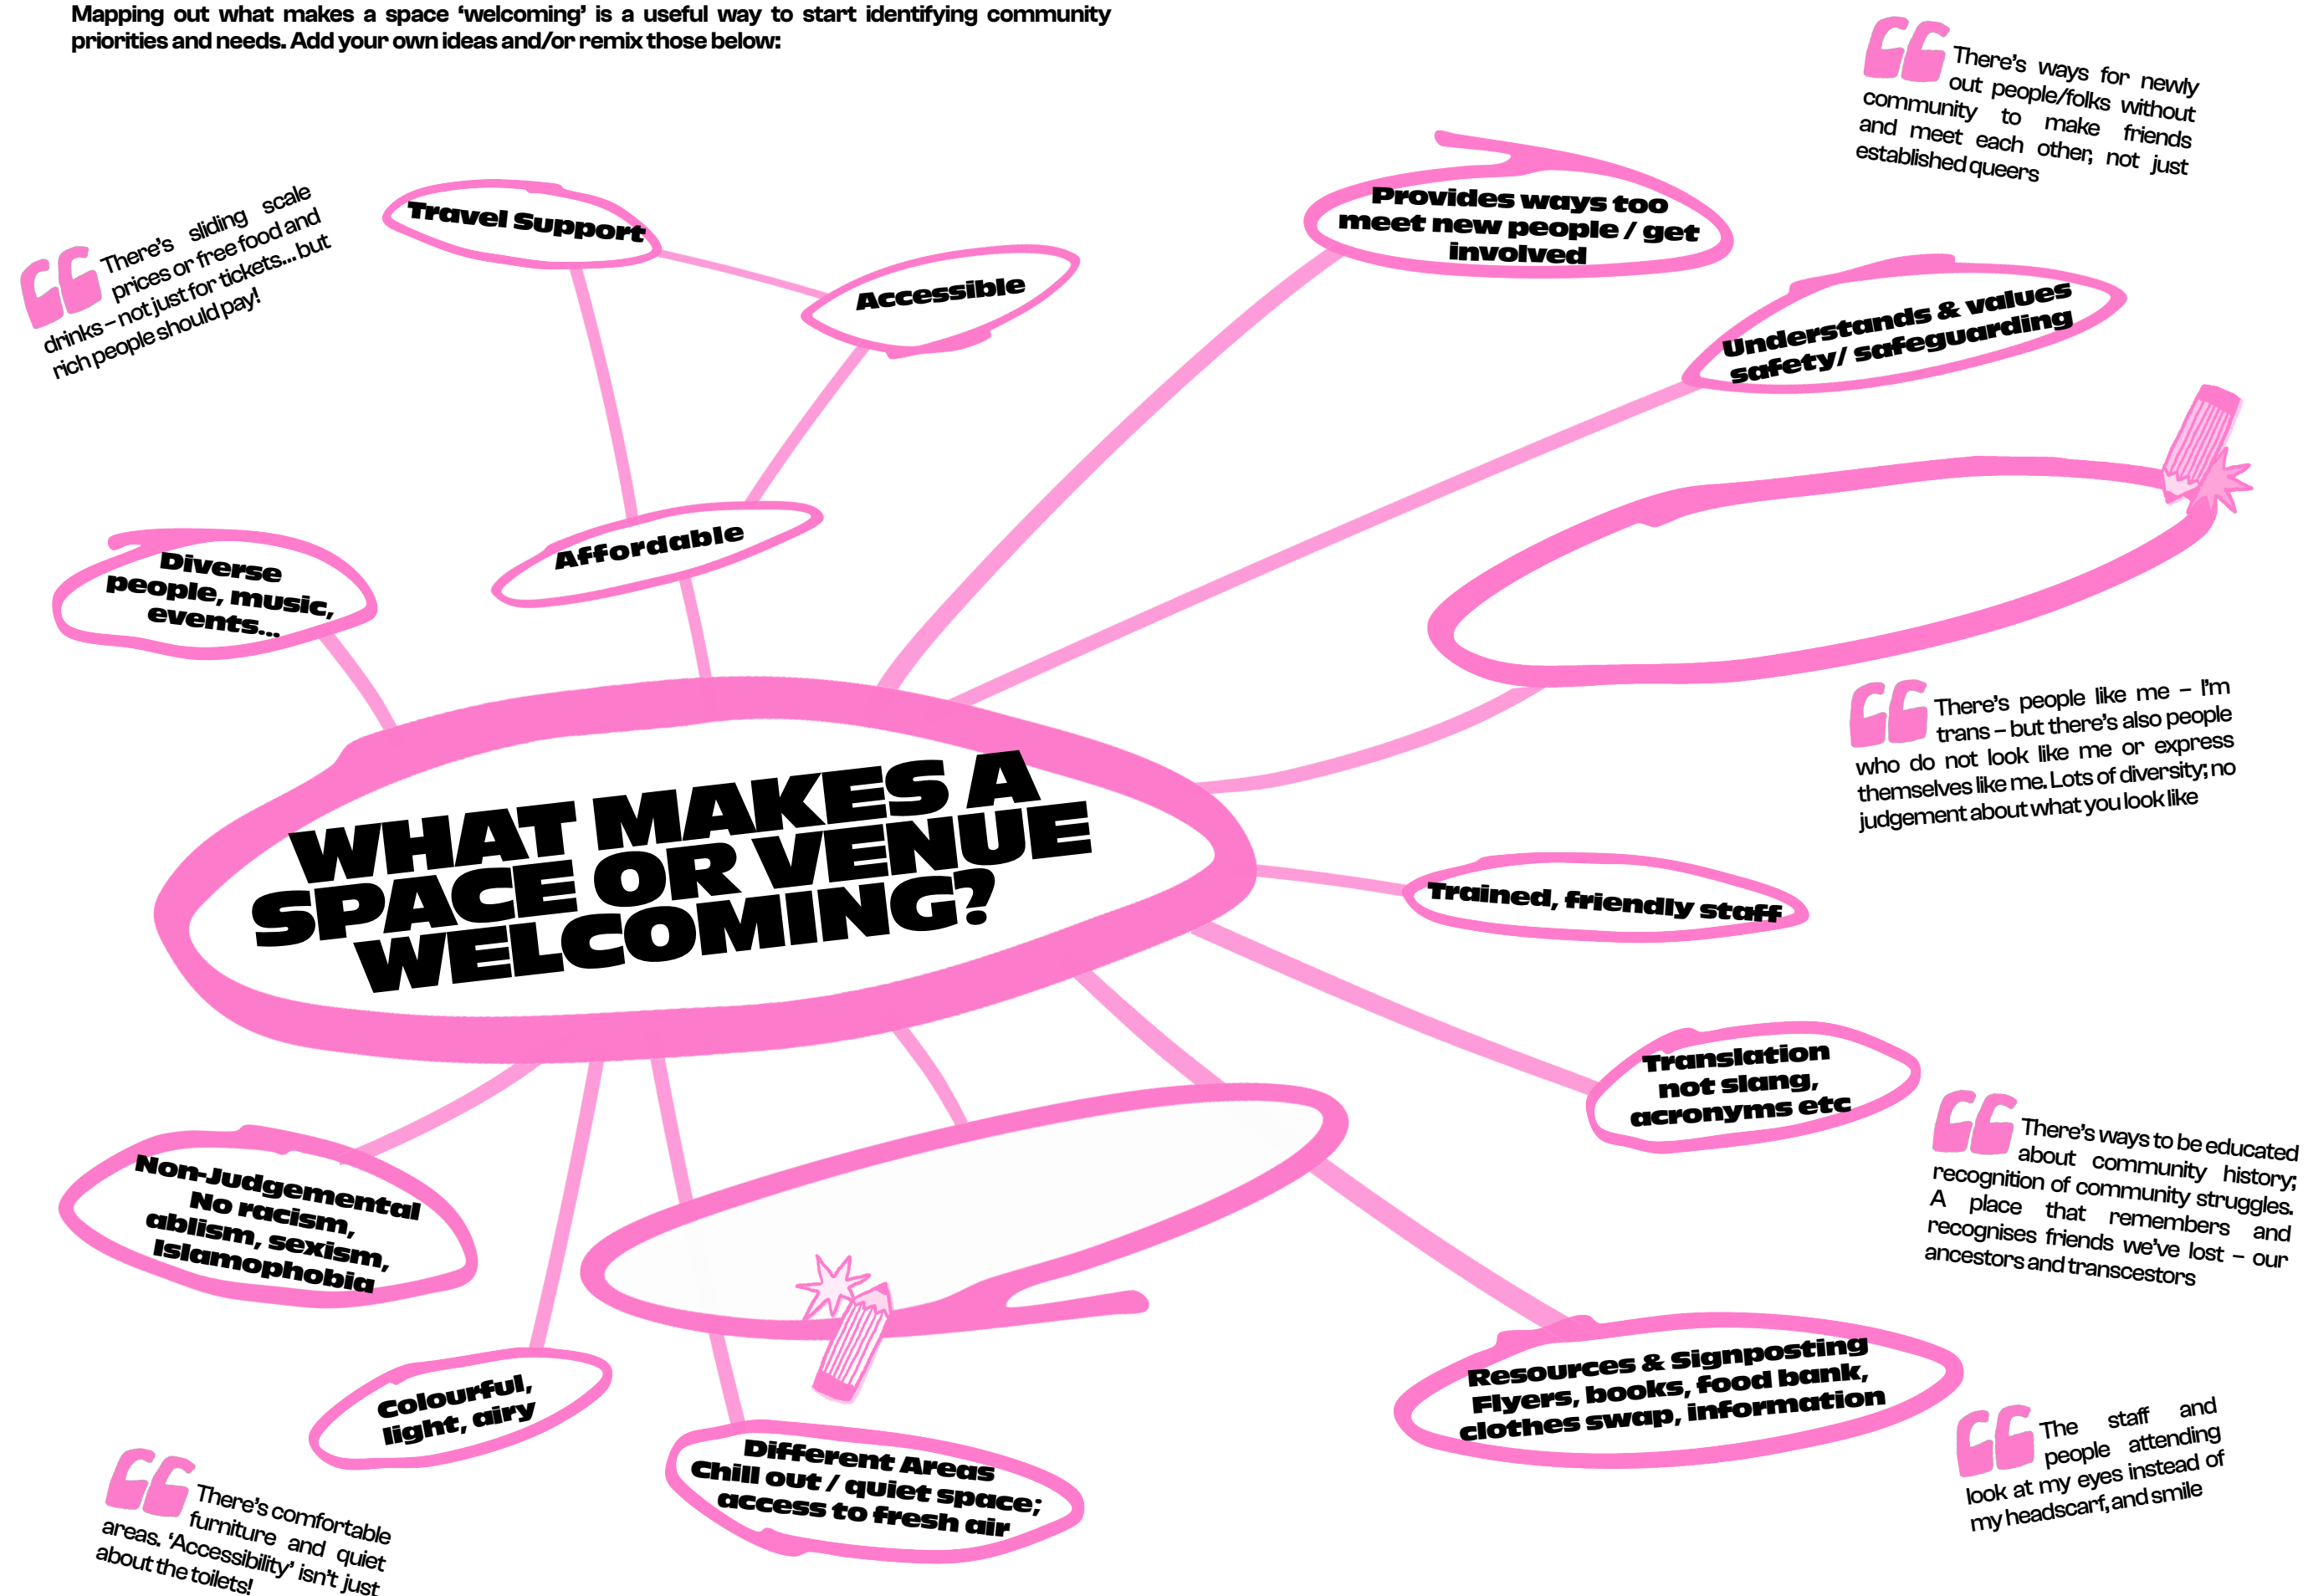 Mapping out what makes a space ‘welcoming’ is a useful way to start identifying community
priorities and needs. Add your own ideas and/or remix those below:
There’s ways for newly
out people/folks without
community to make friends
and meet each other, not just
established queers
There’s sliding scale
prices or free food and
drinks – not just for tickets... but
rich people should pay!
Travel Support
Accessible
Provides ways too
meet new people / get
involved
Understands & values
safety/ safeguarding
Affordable
Diverse
people, music,
events...
There’s people like me – I’m
trans – but there’s also people
who do not look like me or express
themselves like me. Lots of diversity; no
judgement about what you look like
WHAT MAKES A
SPACE OR VENUE
WELCOMING?
Trained, friendly staff
Translation
not slang,
acronyms etc
There’s ways to be educated
about community history;
recognition of community struggles.
A place that remembers and
recognises friends we’ve lost – our
ancestors and transcestors
Non-Judgemental
No racism,
ablism, sexism,
Islamophobia
Colourful,
light, airy
Resources & Signposting
Flyers, books, food bank,
clothes swap, information
Different Areas
Chill out / quiet space;
access to fresh air
The staff and
people attending
look at my eyes instead of
my headscarf, and smile
There’s comfortable
furniture and quiet
areas. ‘Accessibility’ isn’t just
about the toilets!